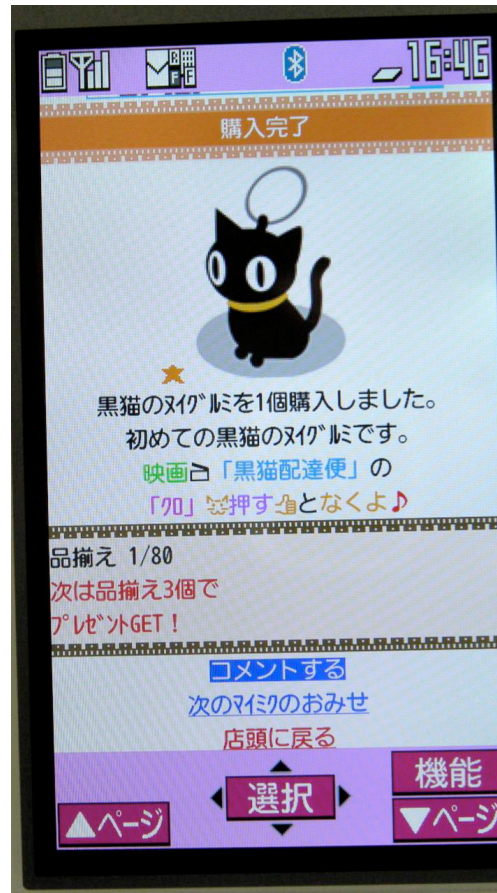 16:46
購入完了
黒猫のﾇｲｸﾞﾙﾐを1個購入しました。
初めての黒猫のﾇｲｸﾞﾙﾐです。
映画「黒猫配達便」の
「ｸﾛ」押すとなくよ♪
品揃え 1/80
次は品揃え3個で
ﾌﾟﾚｾﾞﾝﾄGET！
コメントする
次のﾏｲﾐｸのおみせ
店頭に戻る
機能
選択
▲ページ
▼ページ